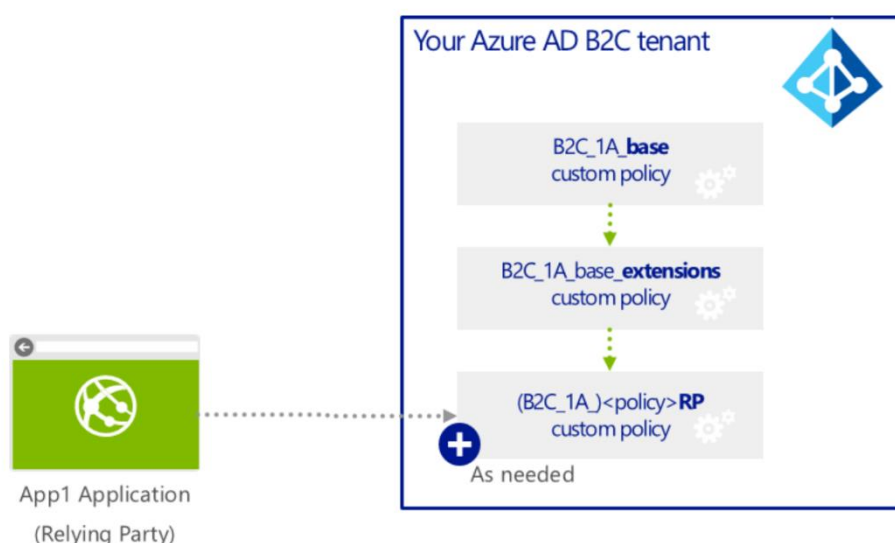 Your Azure AD B2C tenant
B2C_1A_base
custom policy
B2C_1A_base_extensions
custom policy
(B2C_1A_)<policy>RP
custom policy
As needed
App1 Application
(Relying Party)